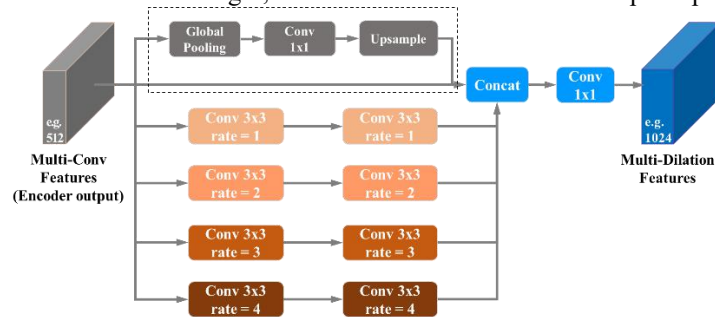 Global
Pooling
Conv
1x1
Upsample
e.g.
512
Multi-Conv
Features
(Encoder output)
Concat
Conv
1x1
e.g.
1024
Multi-Dilation
Features
Conv 3x3
rate = 1
Conv 3x3
rate = 1
Conv 3x3
rate = 2
Conv 3x3
rate = 2
Conv 3x3
rate = 3
Conv 3x3
rate = 3
Conv 3x3
rate = 4
Conv 3x3
rate = 4